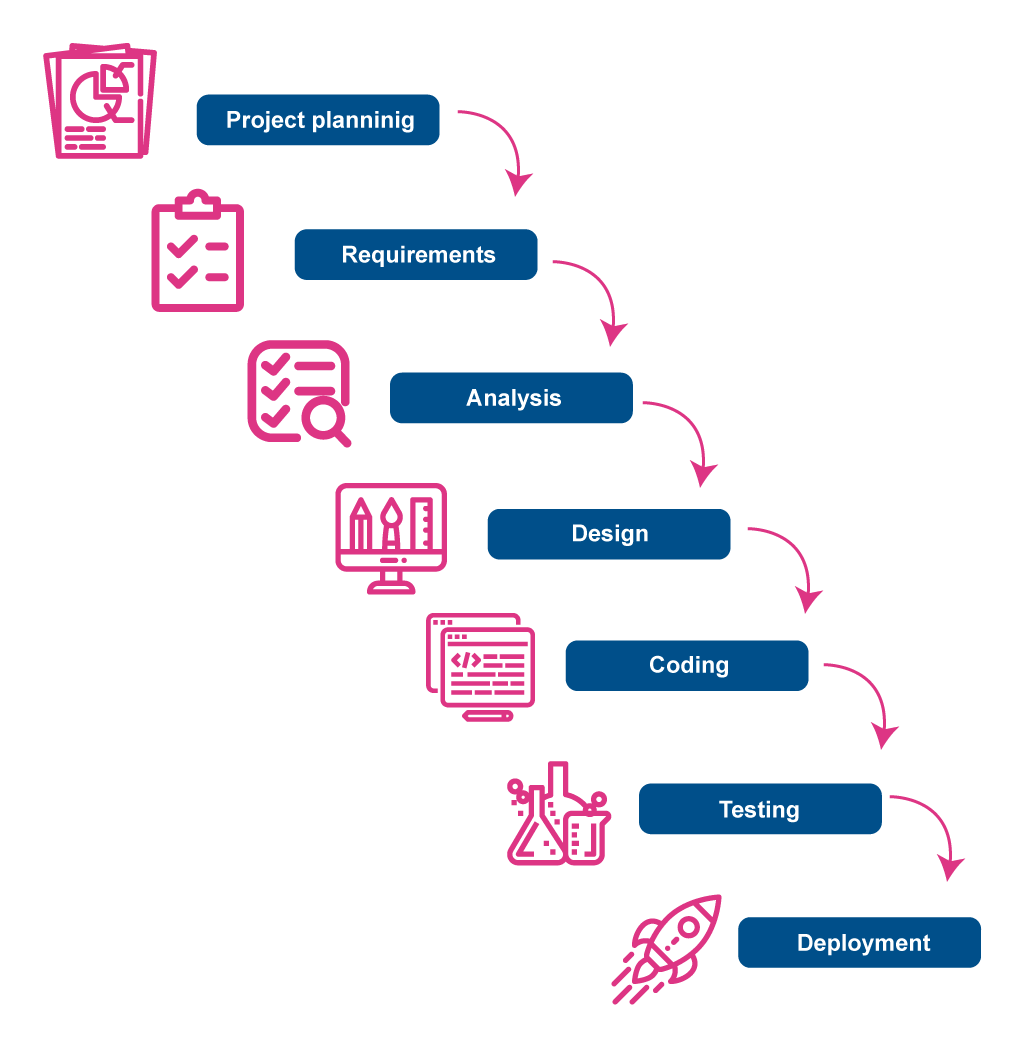 Project planninig
Requirements
Analysis
Design
</>
Coding
Testing
Deployment